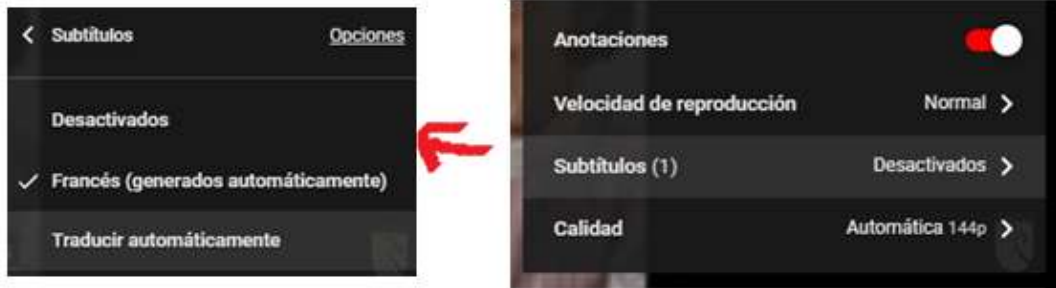 Subtítulos Opciones
Desactivados
Francés (generados automáticamente)
Traducir automáticamente
Anotaciones
Velocidad de reproducción Normal
Subtítulos (1) Desactivados
Calidad Automática 144p